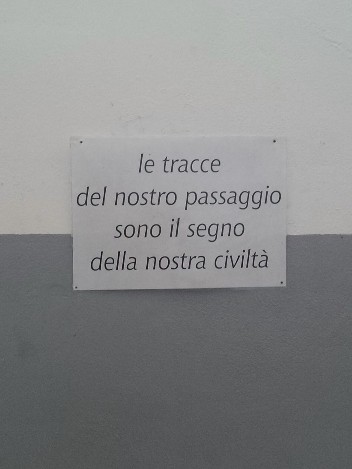 le tracce
del nostro passaggio
sono il segno
della nostra civiltà